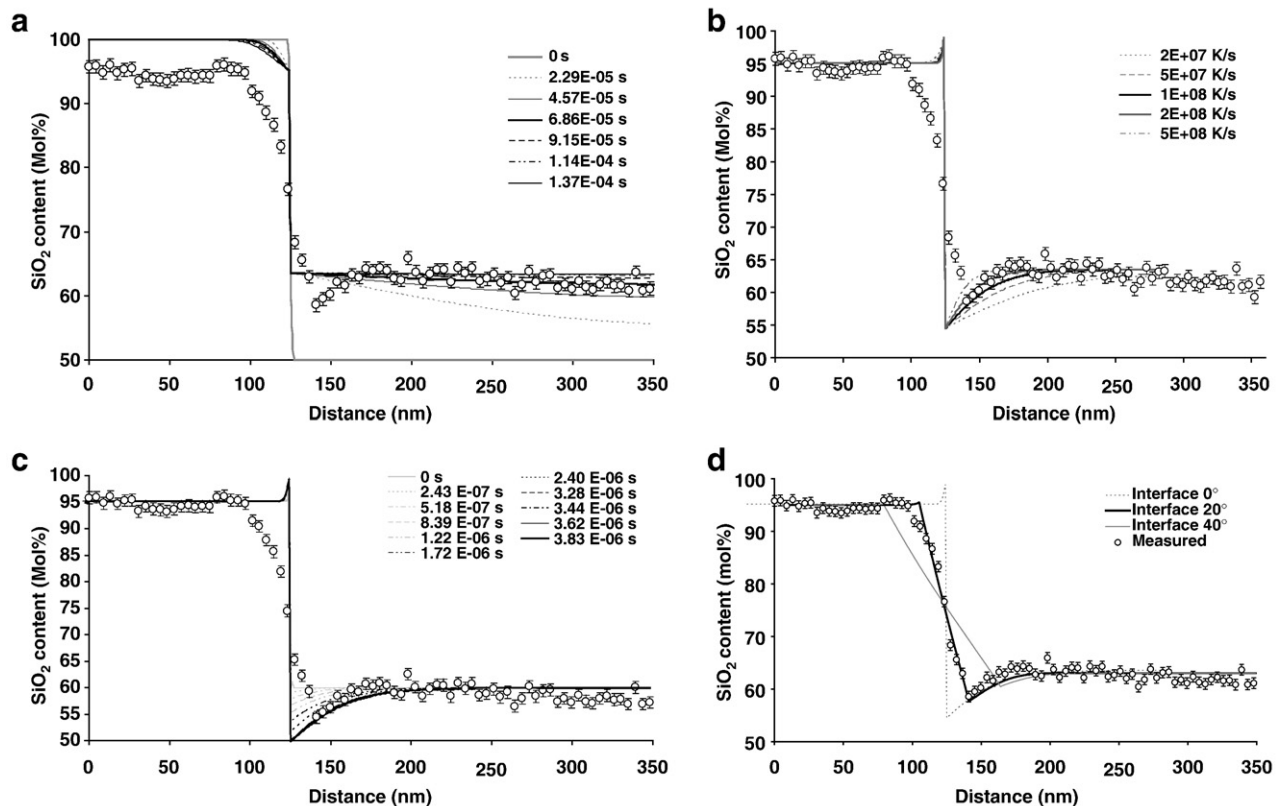 a
SiO2 content (Mol%)
100
95
90
85
80
75
70
65
60
50
0 s
2.29E-05 s
4.57E-05 s
6.86E-05 s
9.15E-05 s
1.14E-04 s
1.37E-04 s
0 50 100 150 200 250 300 350
Distance (nm)
b
SiO2 content (Mol%)
100
95
90
85
80
75
70
65
60
55
50
2E+07 K/s
5E+07 K/s
1E+08 K/s
2E+08 K/s
5E+08 K/s
0 50 100 150 200 250 300 350
Distance (nm)
c
SiO2 content (Mol%)
100
95
90
85
80
75
70
65
60
55
50
0 s
2.43 E-07 s
5.18 E-07 s
8.39 E-07 s
1.22 E-06 s
1.72 E-06 s
2.40 E-06 s
3.28 E-06 s
3.44 E-06 s
3.62 E-06 s
3.83 E-06 s
0 50 100 150 200 250 300 350
Distance (nm)
d
SiO2 content (mol%)
100
90
80
70
60
50
Interface 0°
Interface 20°
Interface 40°
Measured
0 50 100 150 200 250 300 350
Distance (nm)